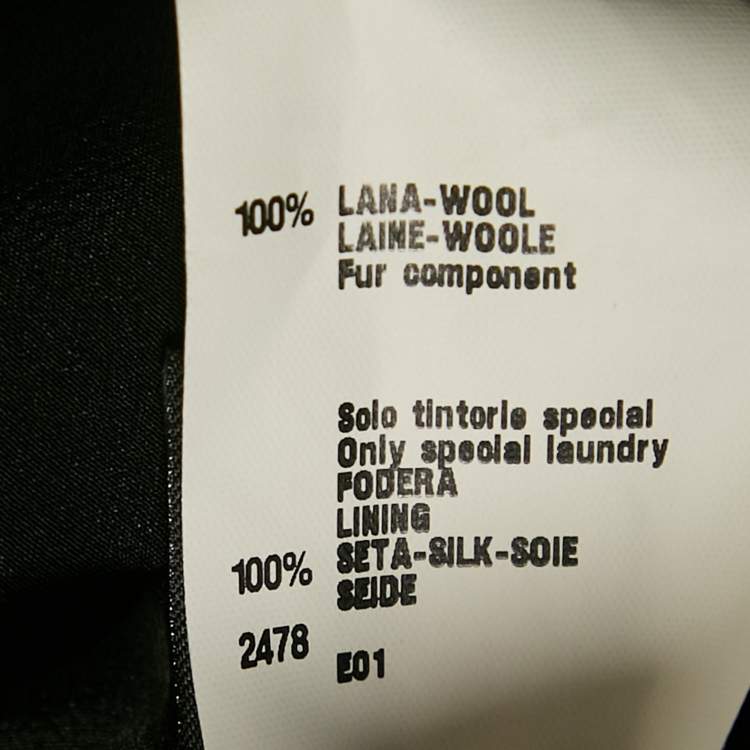 100% LANA-WOOL
LAINE-WOOLE
Fur component
Solo tintorie special
Only special laundry
FODERA
LINING
100% SETA-SILK-SOIE
SEIDE
2478 E01